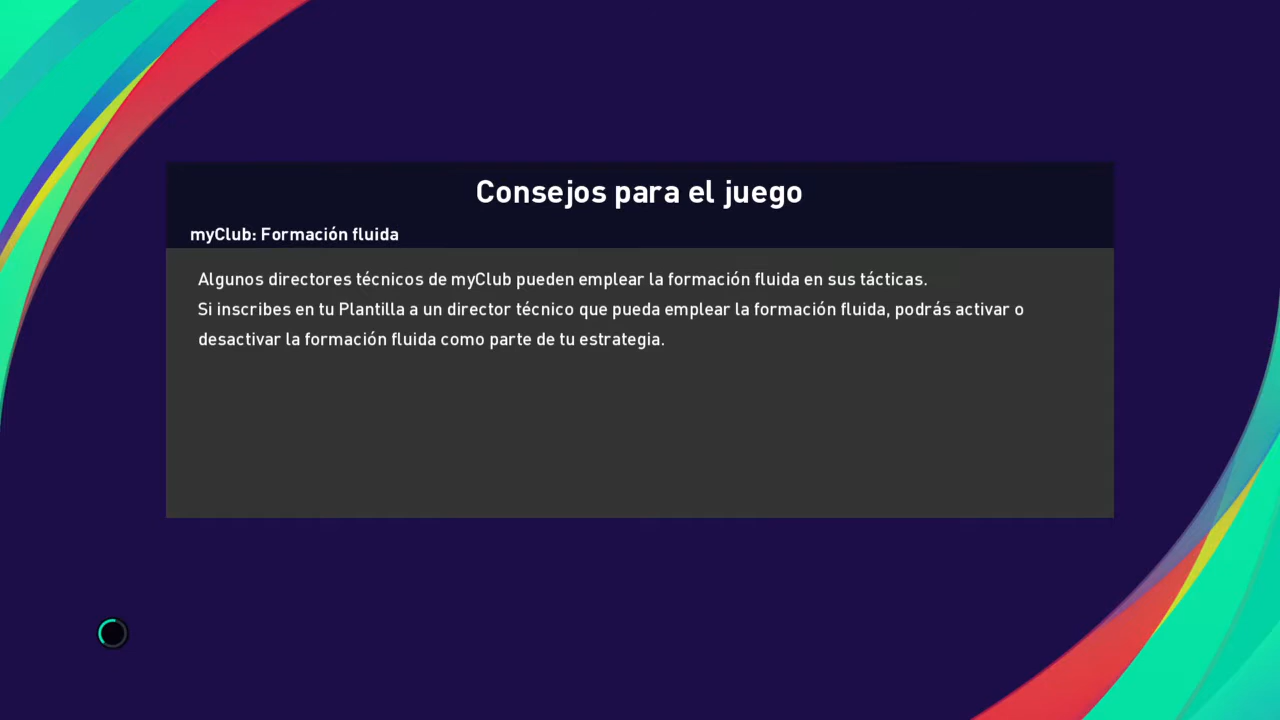 Consejos para el juego
myClub: Formación fluida
Algunos directores técnicos de myClub pueden emplear la formación fluida en sus tácticas.
Si inscribes en tu Plantilla a un director técnico que pueda emplear la formación fluida, podrás activar o
desactivar la formación fluida como parte de tu estrategia.